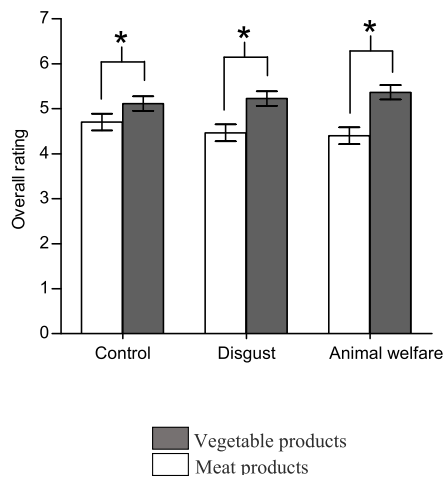 7
6
5
4
3
2
1
0
Overall rating
*
*
*
Control
Disgust
Animal welfare
Vegetable products
Meat products